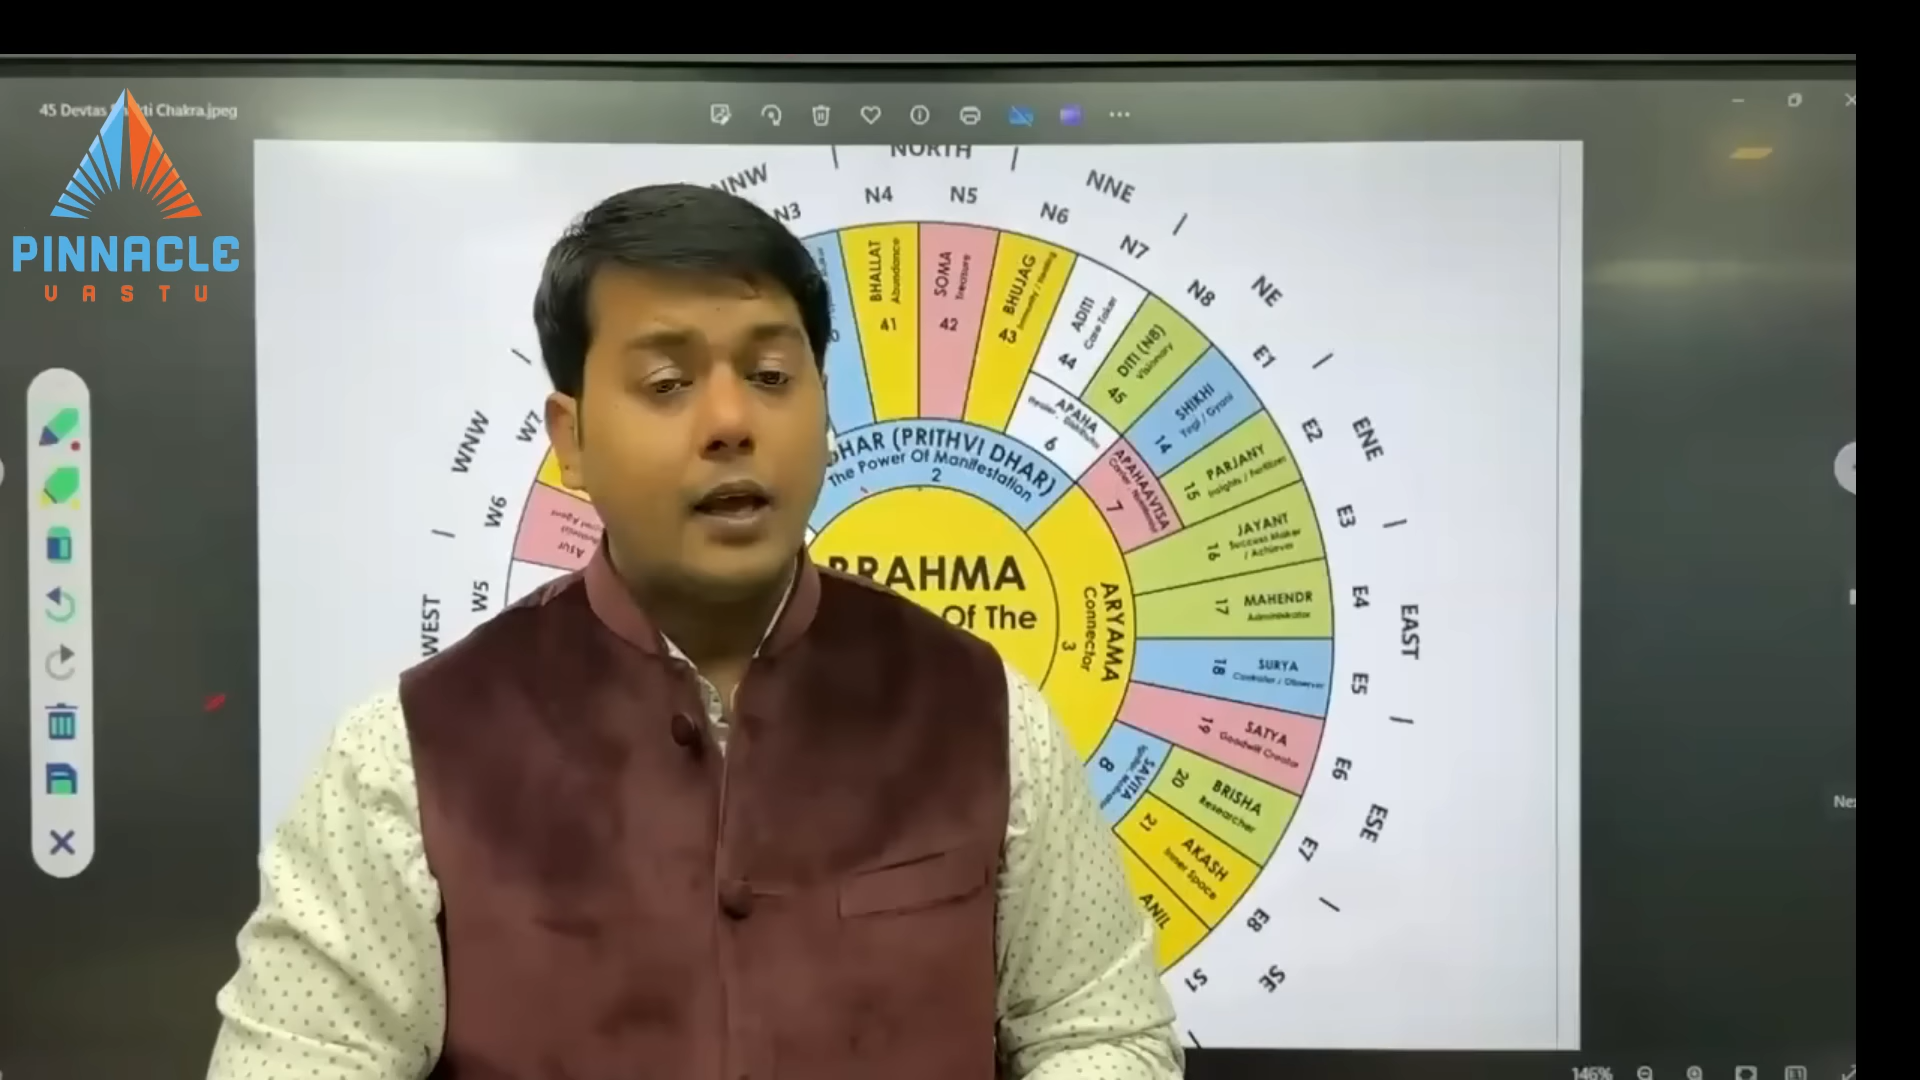 45 Devtas
kti Chakra.jpeg
PINNACLE
VASTU
NORTH
NNW
NNE
NE
ENE
EAST
ESE
SE
WNW
WEST
N3
N4
N5
N6
N7
N8
E1
E2
E3
E4
E5
E6
E7
E8
S1
W7
W6
W5
BHALLAT
Abundance
41
SOMA
Treasure
42
BHUJAG
43
ADITI
Care Taker
44
DITI (N8)
Visionary
45
SHIKHI
Yogi / Gyani
14
PARJANY
Insights / Fertilizer
15
JAYANT
Success Maker
/ Achiever
16
MAHENDR
Administrator
17
SURYA
Controller / Observer
18
SATYA
Goodwill Creator
19
BRISHA
Researcher
20
AKASH
Inner Space
21
ANIL
APAHA
6
APAHAAVTSA
7
SAVITA
8
DHAR (PRITHVI DHAR)
The Power Of Manifestation
2
ARYAMA
Connector
3
BRAHMA
Of The
ASUR
146%